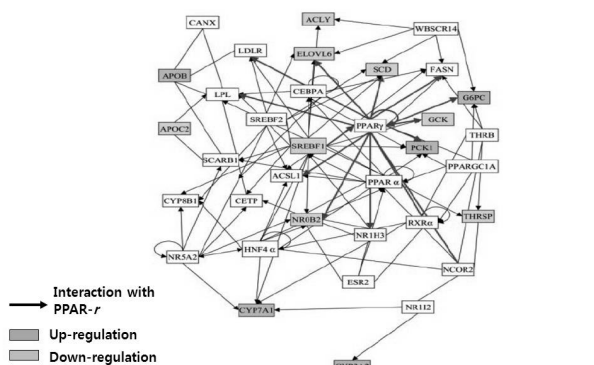 ACLY
CANX
WBSCR14
LDLR
ELOVL6
SCD
FASN
APOB
LPL
CEBPA
G6PC
SREBF2
PPARγ
GCK
APOC2
THRB
SREBF1
PCK1
SCARB1
PPARGC1A
ACSL1
PPAR α
CYP8B1
CETP
NR0B2
THRSP
RXRα
NR1H3
HNF4 α
NR5A2
NCOR2
ESR2
CYP7A1
NR1I2
Interaction with
PPAR-r
Up-regulation
Down-regulation